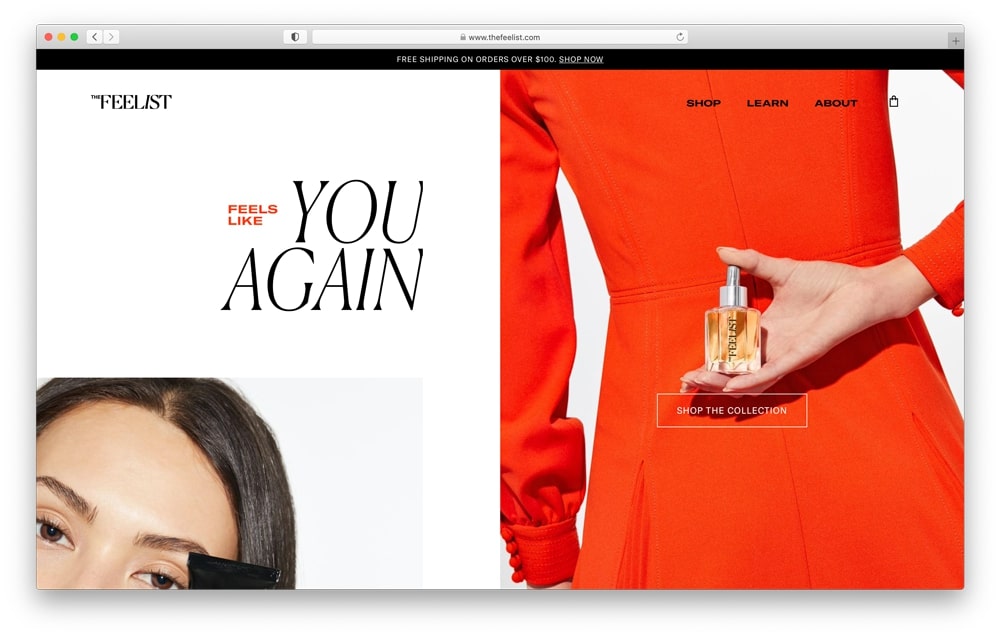 www.thefeelist.com
FREE SHIPPING ON ORDERS OVER $100. SHOP NOW
THE FEELIST
SHOP LEARN ABOUT
FEELS
LIKE
YOU
AGAIN
FEELIST
SHOP THE COLLECTION